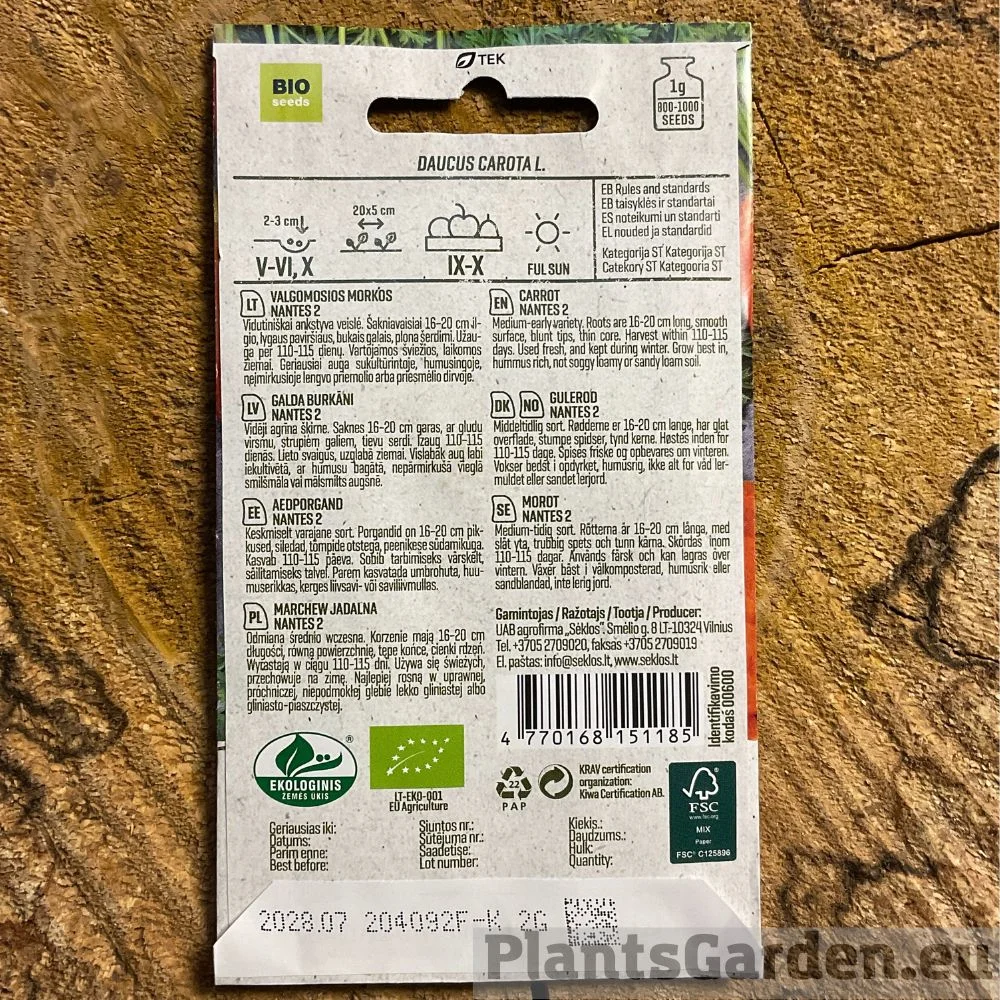 TEK
BIO
seeds
1g
800-1000
SEEDS
DAUCUS CAROTA L.
2-3 cm
20x5 cm
V-VI, X
IX-X
FUL SUN
EB Rules and standards
EB taisyklės ir standartai
ES noteikumi un standarti
EL nouded ja standardid
Kategorija ST Kategorija ST
Catekory ST Kategooria ST
LT
VALGOMOSIOS MORKOS
NANTES 2
Vidutiniškai ankstyva veislė. Šakniavaisiai 16-20 cm il-
gio, lygaus paviršiaus, bukais galais, plona šerdimi. Užau-
ga per 110-115 dienų. Vartojamos šviežios, laikomos
žiemai. Geriausiai auga sukultūrintoje, humusingoje,
neįmirkusioje lengvo priemolio arba priesmėlio dirvoje.
EN
CARROT
NANTES 2
Medium-early variety. Roots are 16-20 cm long, smooth
surface, blunt tips, thin core. Harvest within 110-115
days. Used fresh, and kept during winter. Grow best in,
hummus rich, not soggy loamy or sandy loam soil.
LV
GALDA BURKĀNI
NANTES 2
Vidēji agrīna šķirne. Saknes 16-20 cm garas, ar gludu
virsmu, strupiem galiem, tievu serdi. Izaug 110-115
dienās. Lieto svaigus, uzglabā ziemai. Vislabāk aug labi
iekultivētā, ar humusu bagātā, nepārmirkušā vieglā
smilšmāla vai mālsmilts augsnē.
DK NO
GULEROD
NANTES 2
Middeltidlig sort. Rødderne er 16-20 cm lange, har glat
overflade, stumpe spidser, tynd kerne. Høstes inden for
110-115 dage. Spises friske og opbevares om vinteren.
Vokser bedst i opdyrket, humusrig, ikke alt for våd ler-
muldet eller sandet lerjord.
EE
AEDPORGAND
NANTES 2
Keskmiselt varajane sort. Porgandid on 16-20 cm pik-
kused, siledad, tömpide otstega, peenikese südamikuga.
Kasvab 110-115 päeva. Sobib tarbimiseks värskelt,
säilitamiseks talvel. Parem kasvatada umbrohuta, huu-
muserikkas, kerges liivsavi- või saviliivmullas.
SE
MOROT
NANTES 2
Medium-tidig sort. Rötterna är 16-20 cm långa, med
slät yta, trubbig spets och tunn kärna. Skördas inom
110-115 dagar. Används färsk och kan lagras över
vintern. Växer bäst i välkomposterad, humusrik eller
sandblandad, inte lerig jord.
PL
MARCHEW JADALNA
NANTES 2
Odmiana średnio wczesna. Korzenie mają 16-20 cm
długości, równą powierzchnię, tępe końce, cienki rdzeń.
Wyrastają w ciągu 110-115 dni. Używa się świeżych,
przechowuje na zimę. Najlepiej rosną w uprawnej,
próchniczej, niepodmokłej glebie lekko gliniastej albo
gliniasto-piaszczystej.
Gamintojas / Ražotajs / Tootja / Producer:
UAB agrofirma „Sėklos". Smėlio g. 8 LT-10324 Vilnius
Tel. +3705 2709020, faksas +3705 2709019
El. paštas: info@seklos.lt, www.seklos.lt
4 770168 151185
Identifikavimo
kodas 00600
EKOLOGINIS
ŽEMĖS ŪKIS
®
LT-EKO-001
EU Agriculture
22
PAP
KRAV certification
organization:
Kiwa Certification AB.
FSC
www.fsc.org
MIX
Paper
FSC® C125896
Geriausias iki:
Datums:
Parim enne:
Best before:
Siuntos nr.:
Sūtējuma nr.:
Saadetise:
Lot number:
Kiekis.:
Daudzums.:
Hulk:
Quantity:
2028.07 204092F-K 2G
PlantsGarden.eu